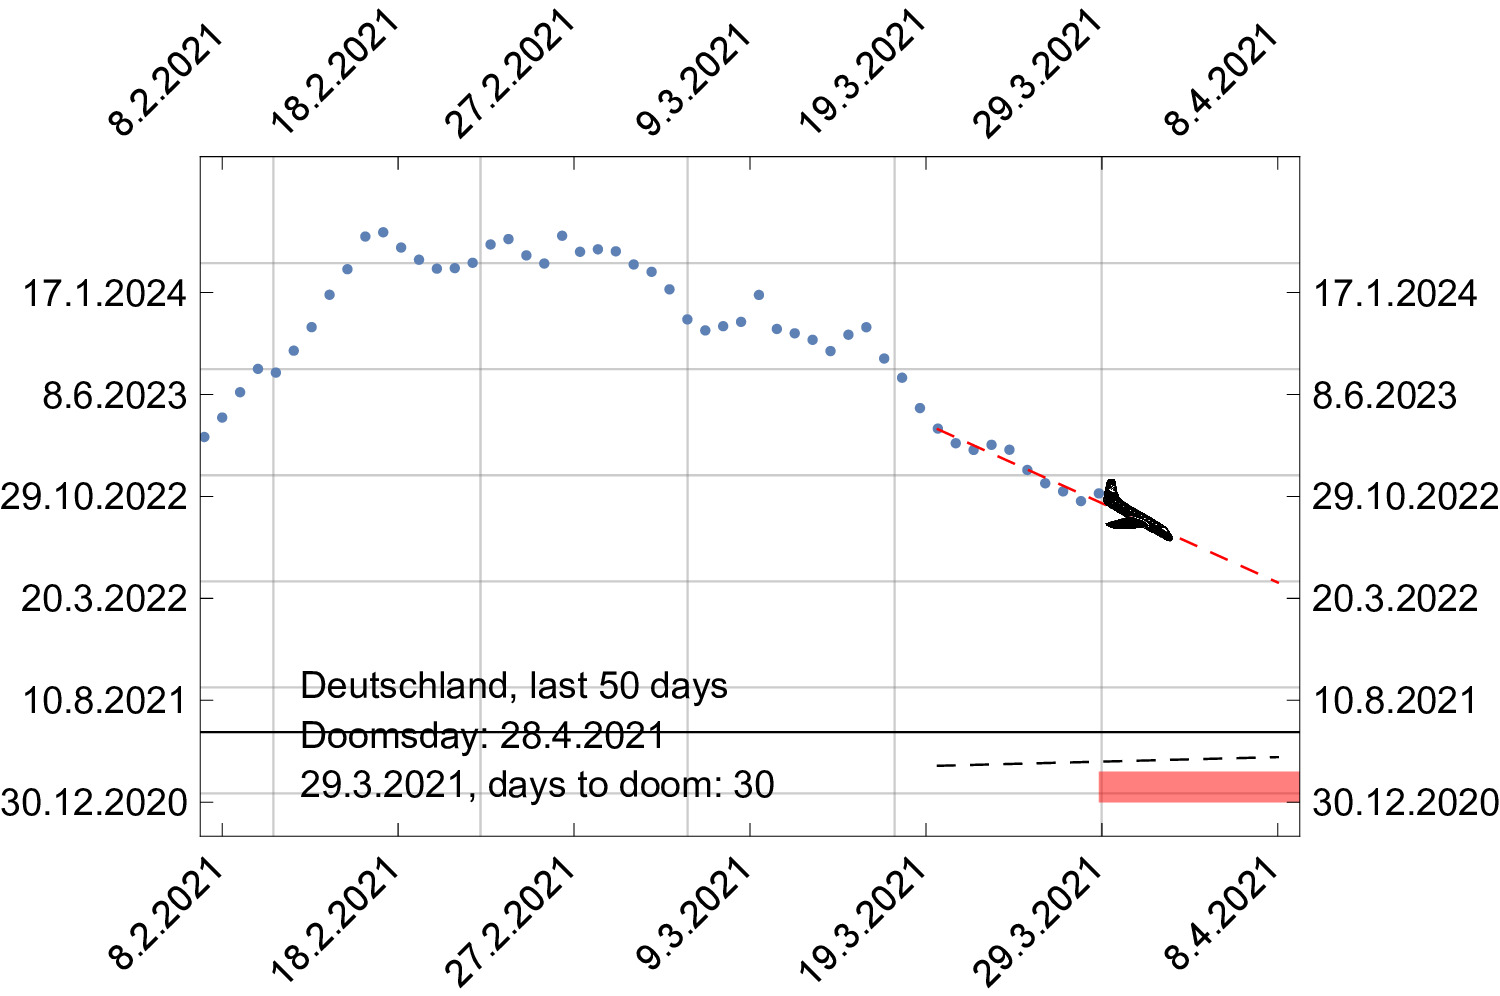 8.2.2021 18.2.2021 27.2.2021 9.3.2021 19.3.2021 29.3.2021 8.4.2021
17.1.2024 17.1.2024
8.6.2023 8.6.2023
29.10.2022 29.10.2022
20.3.2022 20.3.2022
Deutschland, last 50 days
10.8.2021 10.8.2021
Doomsday: 28.4.2021
29.3.2021, days to doom: 30
30.12.2020 30.12.2020
8.2.2021 18.2.2021 27.2.2021 9.3.2021 19.3.2021 29.3.2021 8.4.2021